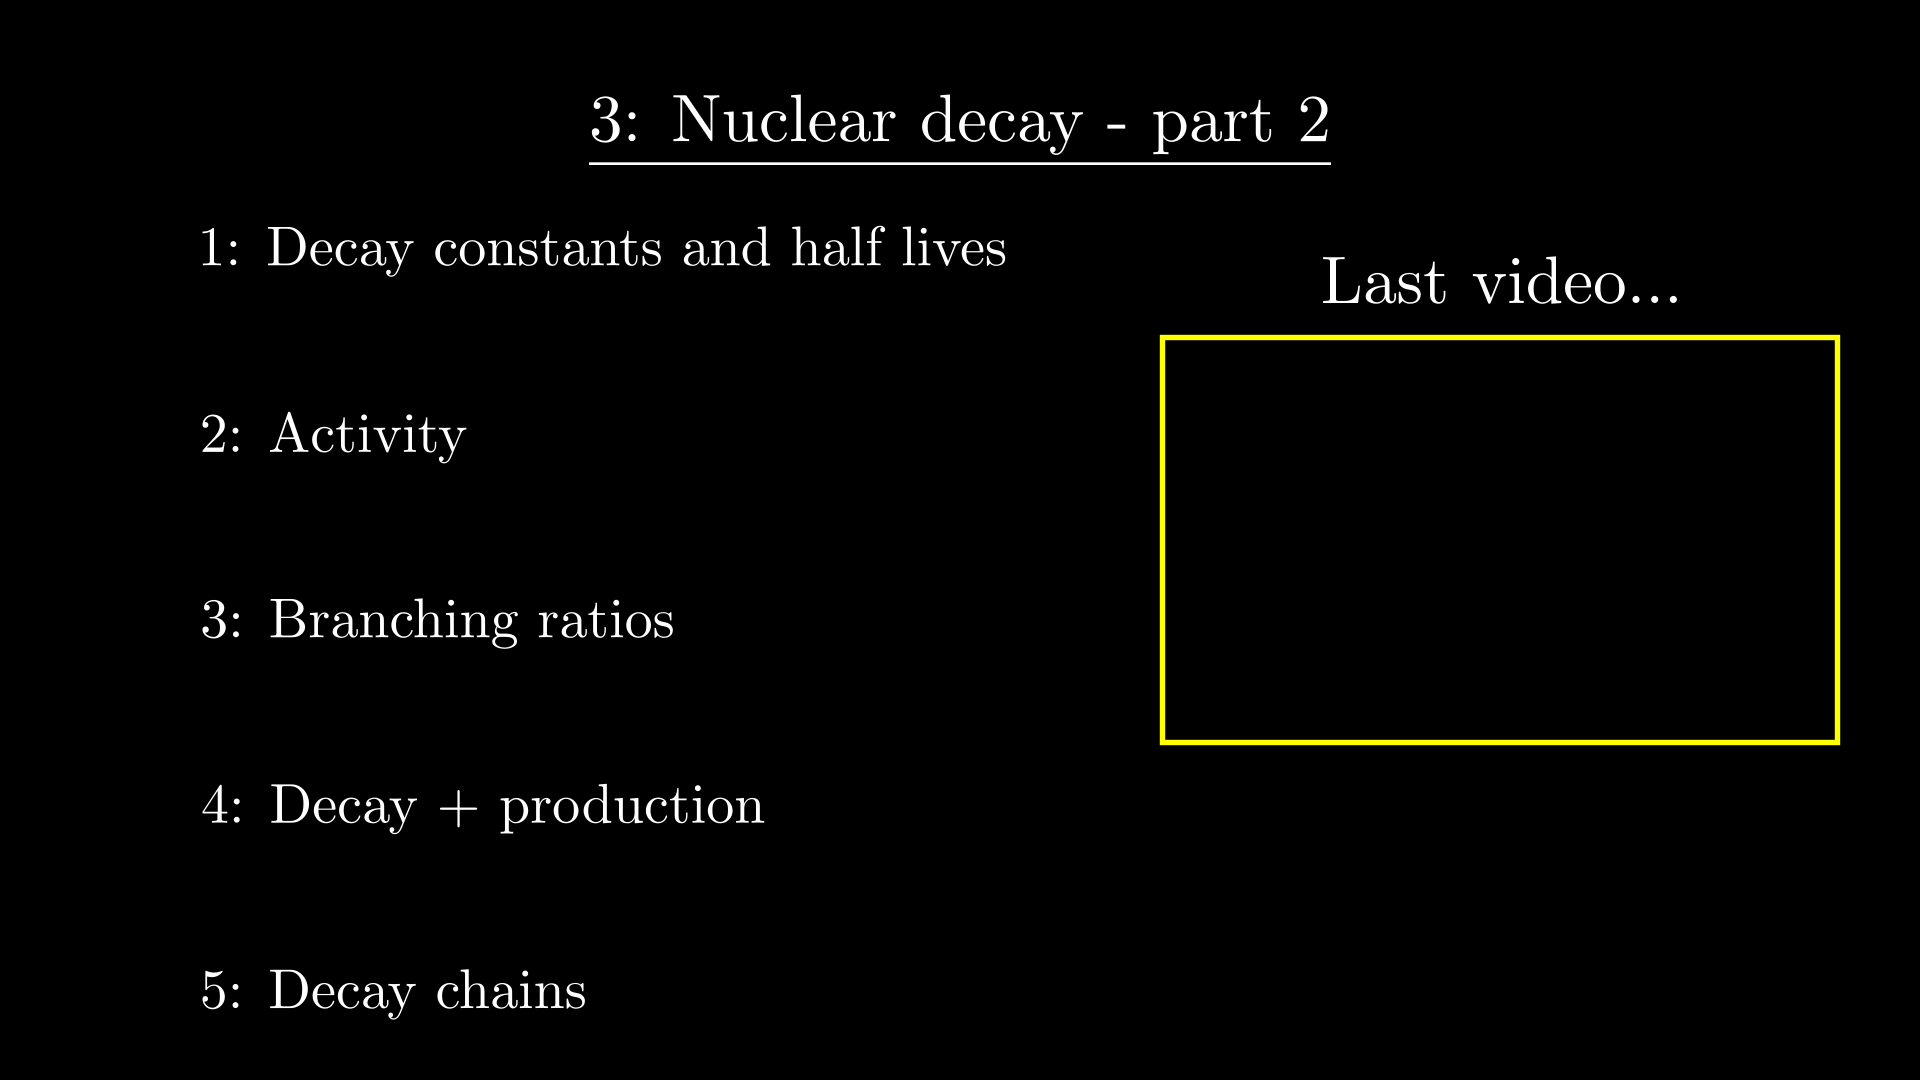 3: Nuclear decay - part 2
1: Decay constants and half lives
Last video...
2: Activity
3: Branching ratios
4: Decay + production
5: Decay chains